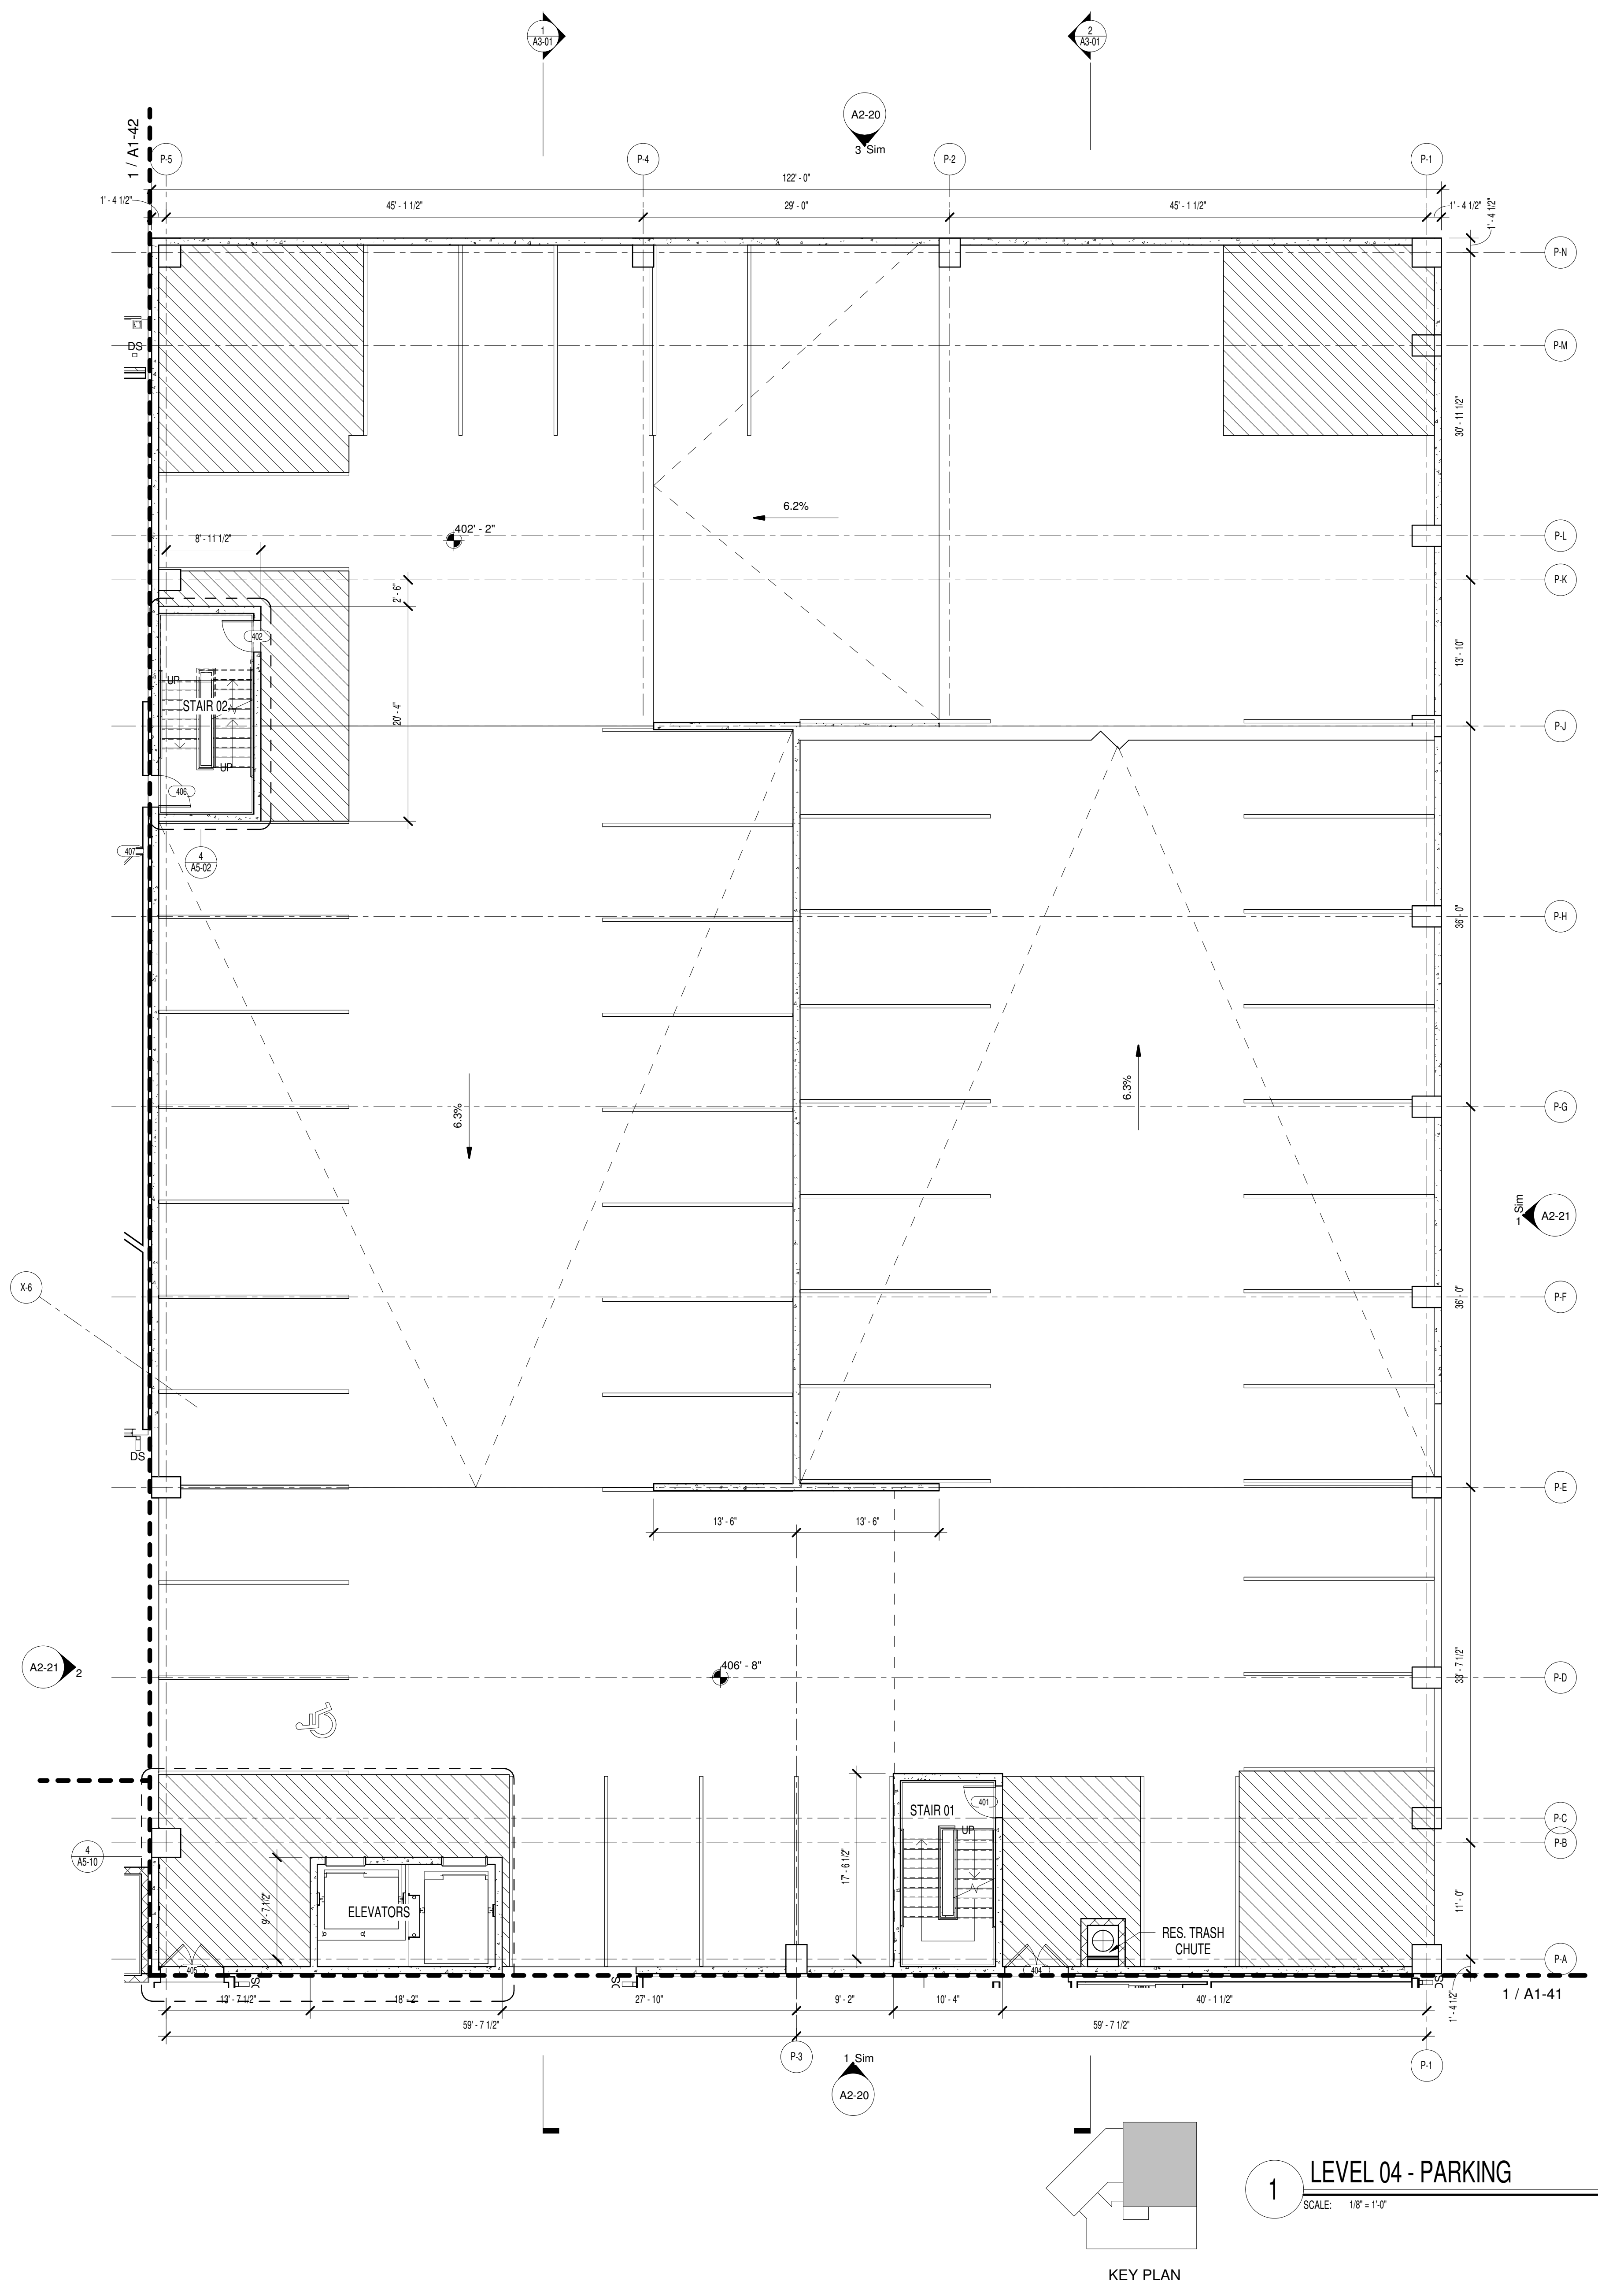 1
A3-01
2
A3-01
A2-20
3 Sim
1 / A1-42
P-5
P-4
P-2
P-1
122' - 0"
1' - 4 1/2"
45' - 1 1/2"
29' - 0"
45' - 1 1/2"
1' - 4 1/2"
1' - 4 1/2"
P-N
DS
P-M
30' - 11 1/2"
6.2%
402' - 2"
8' - 11 1/2"
P-L
2' - 6"
P-K
402
13' - 10"
UP
STAIR 02
20' - 4"
P-J
UP
406
407
4
A5-02
36' - 0"
P-H
6.3%
6.3%
P-G
Sim
1
A2-21
X-6
36' - 0"
P-F
DS
P-E
13' - 6"
13' - 6"
A2-21
2
406' - 8"
33' - 7 1/2"
P-D
401
STAIR 01
UP
P-C
P-B
4
A5-10
17' - 6 1/2"
9' - 7 1/2"
ELEVATORS
11' - 0"
RES. TRASH
CHUTE
P-A
405
404
DS
DS
DS
1 / A1-41
13' - 7 1/2"
18' - 2"
27' - 10"
9' - 2"
10' - 4"
40' - 1 1/2"
1' - 4 1/2"
59' - 7 1/2"
59' - 7 1/2"
P-3
1 Sim
A2-20
P-1
1
LEVEL 04 - PARKING
SCALE: 1/8" = 1'-0"
KEY PLAN